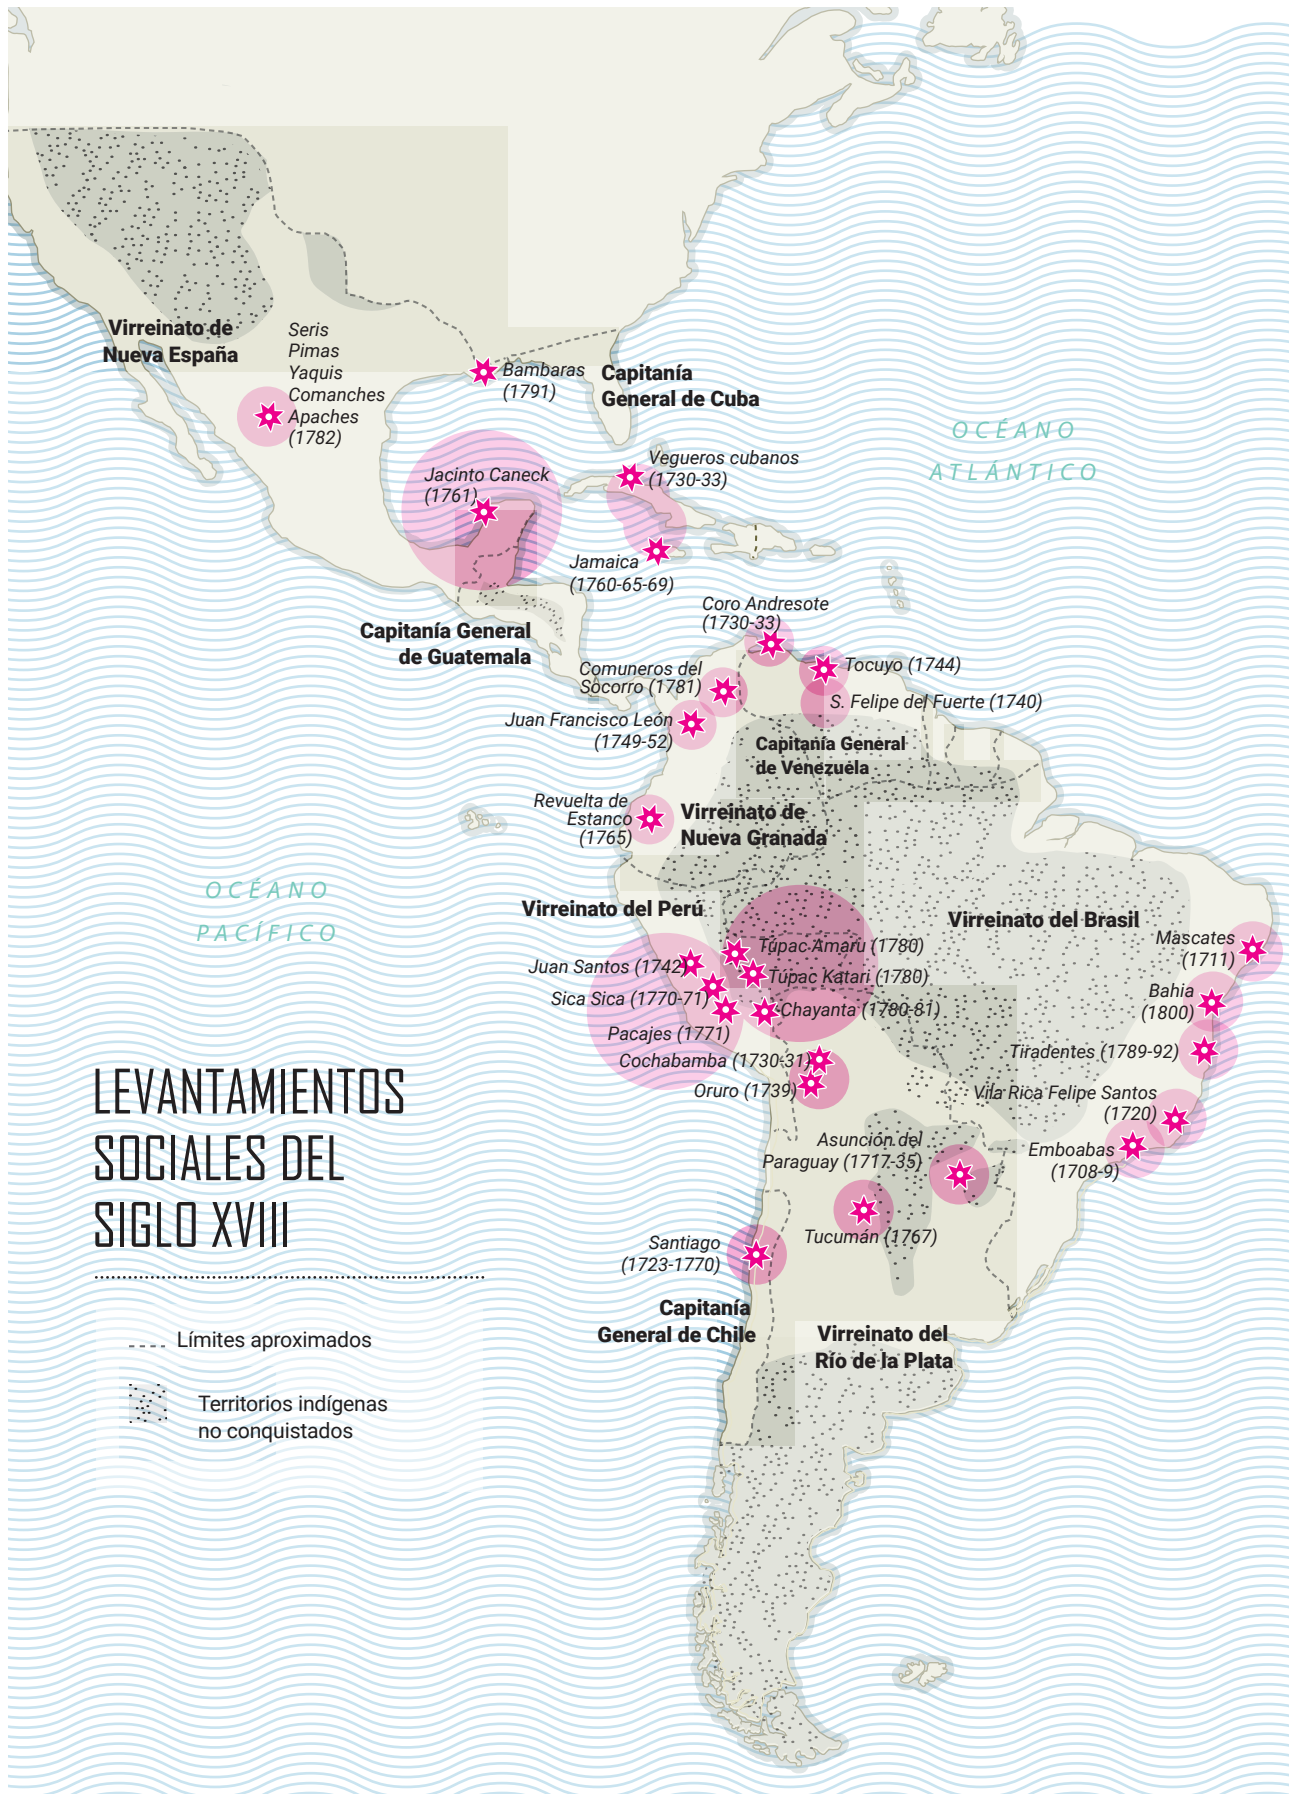 Virreinato de
Nueva España
Seris
Pimas
Yaquis
Comanches
Apaches
(1782)
Bambaras
(1791)
Capitanía
General de Cuba
OCÉANO
ATLÁNTICO
Jacinto Caneck
(1761)
Vegueros cubanos
(1730-33)
Jamaica
(1760-65-69)
Coro Andresote
(1730-33)
Capitanía General
de Guatemala
Comuneros del
Socorro (1781)
Tocuyo (1744)
S. Felipe del Fuerte (1740)
Juan Francisco León
(1749-52)
Capitanía General
de Venezuela
Revuelta de
Estanco
(1765)
Virreinato de
Nueva Granada
OCÉANO
PACÍFICO
Virreinato del Perú
Virreinato del Brasil
Túpac Amaru (1780)
Mascates
(1711)
Juan Santos (1742)
Túpac Katari (1780)
Sica Sica (1770-71)
Bahia
(1800)
Chayanta (1780-81)
Pacajes (1771)
Cochabamba (1730-31)
Tiradentes (1789-92)
Oruro (1739)
Vila Rica Felipe Santos
(1720)
LEVANTAMIENTOS
SOCIALES DEL
SIGLO XVIII
Asunción del
Paraguay (1717-35)
Emboabas
(1708-9)
Tucumán (1767)
Santiago
(1723-1770)
Capitanía
General de Chile
Virreinato del
Río de la Plata
Límites aproximados
Territorios indígenas
no conquistados